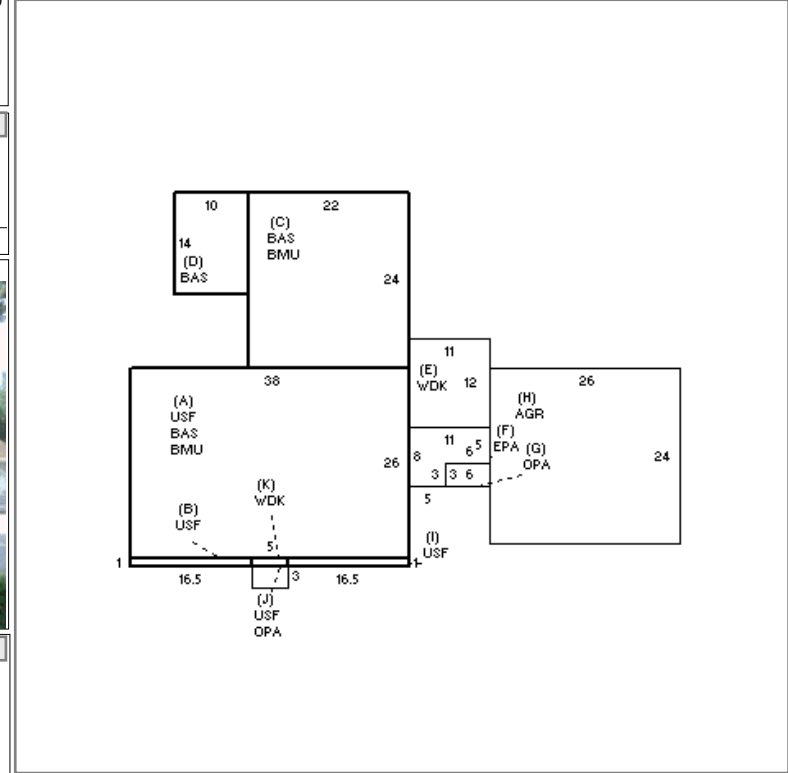 10
22
(C)
BAS
BMU
14
(D)
BAS
24
11
(E)
WDK
12
38
26
(A)
USF
BAS
BMU
(H)
AGR
(F)
EPA
(G)
OPA
11
6
5
8
26
24
3
3
6
5
(K)
WDK
(B)
USF
5
(I)
USF
1
1
16.5
3
16.5
(J)
USF
OPA